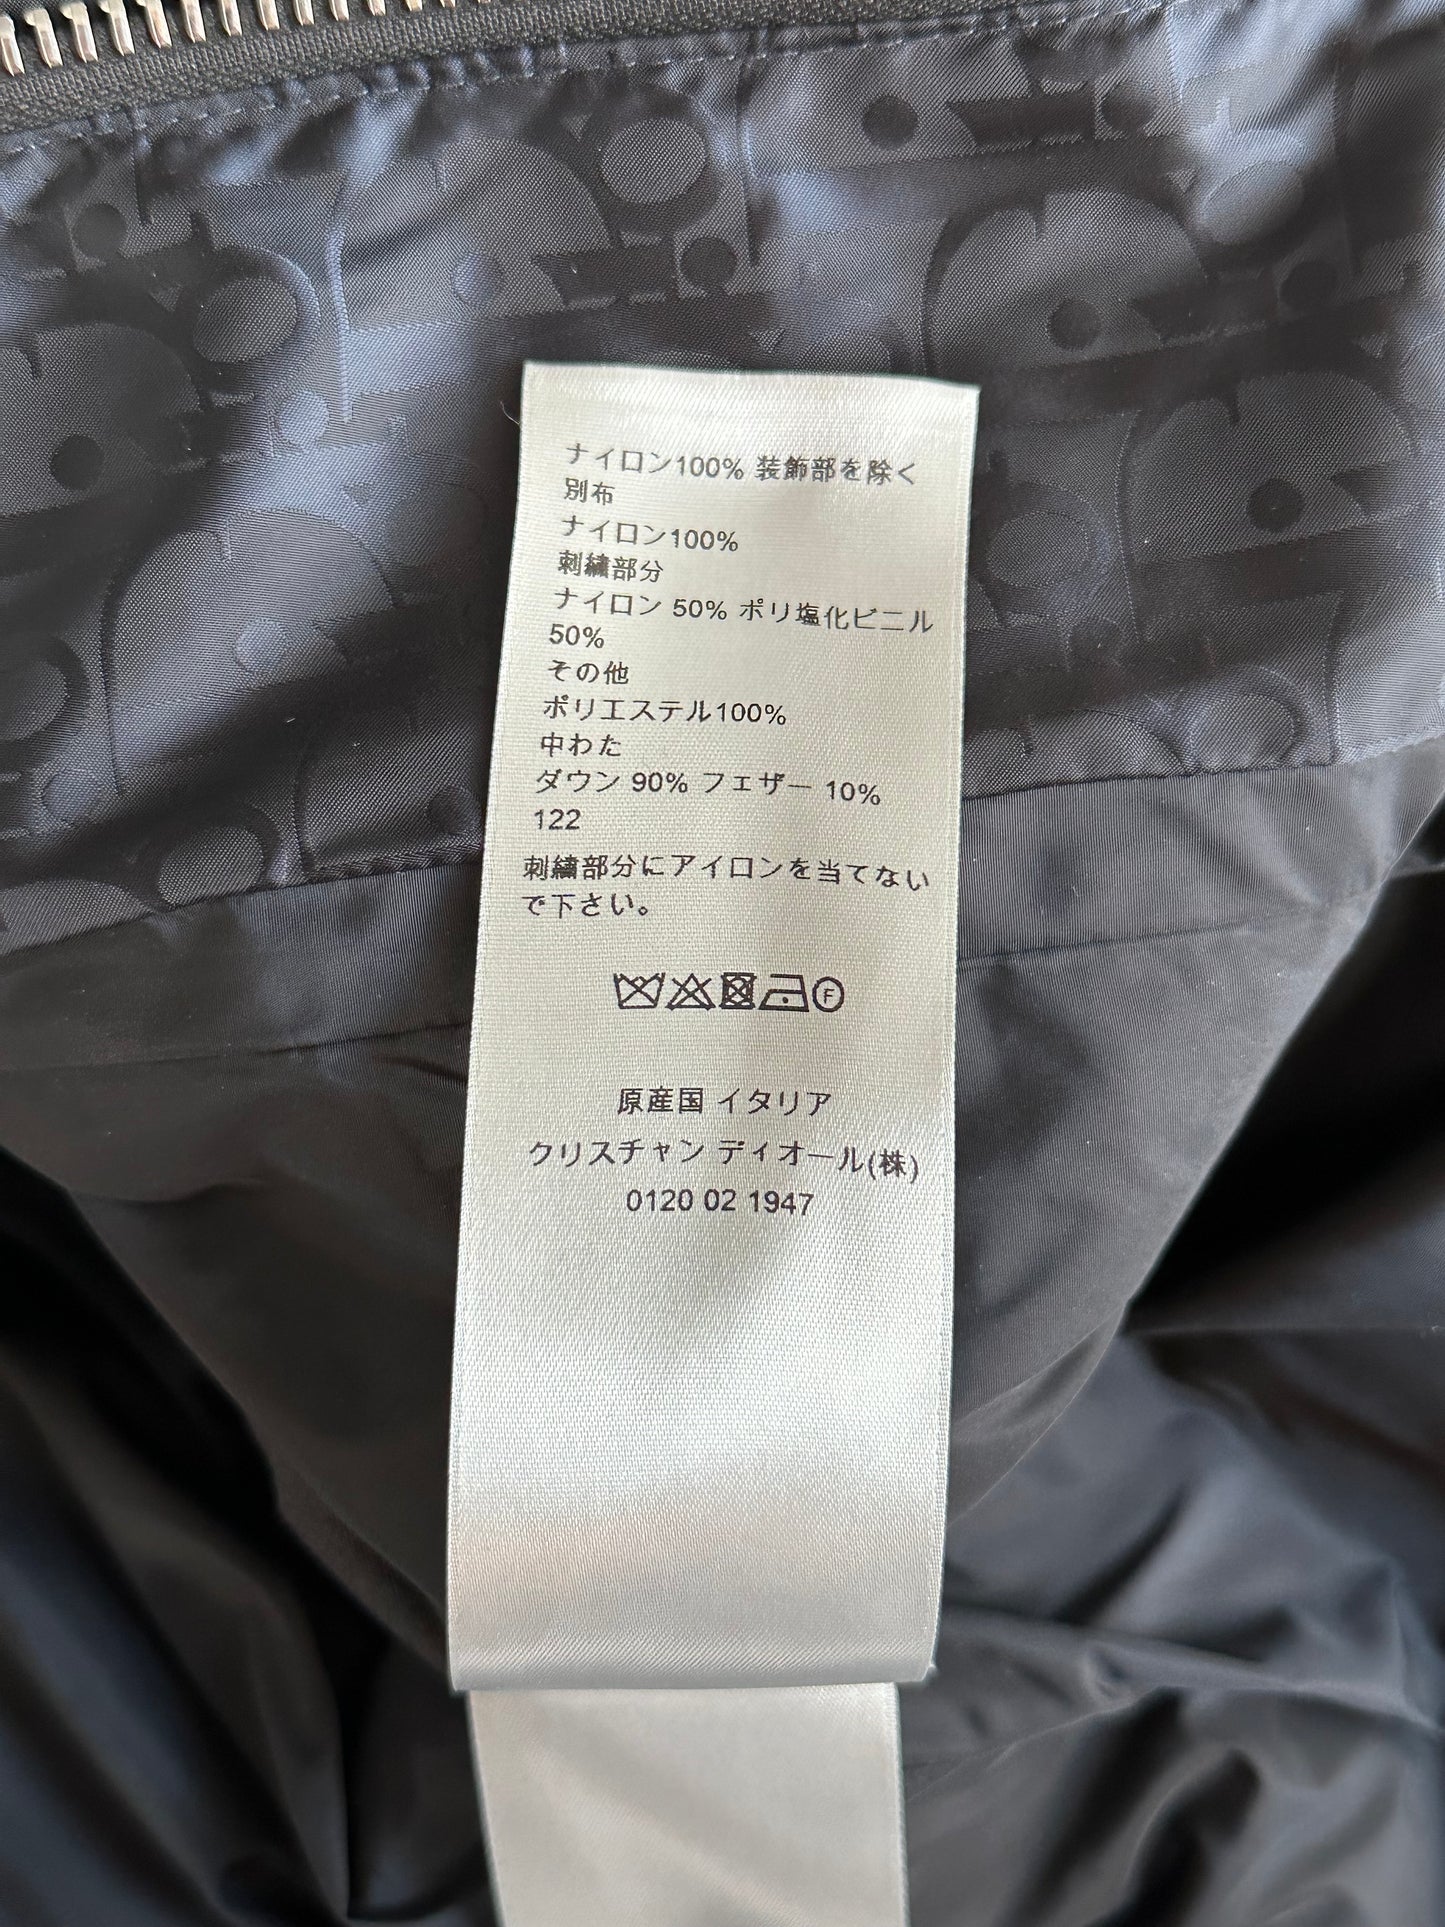 ナイロン100% 装飾部を除く
別布
ナイロン100%
刺繍部分
ナイロン 50% ポリ塩化ビニル
50%
その他
ポリエステル100%
中わた
ダウン 90% フェザー 10%
122
刺繍部分にアイロンを当てない
で下さい。
F
原産国 イタリア
クリスチャン ディオール(株)
0120 02 1947